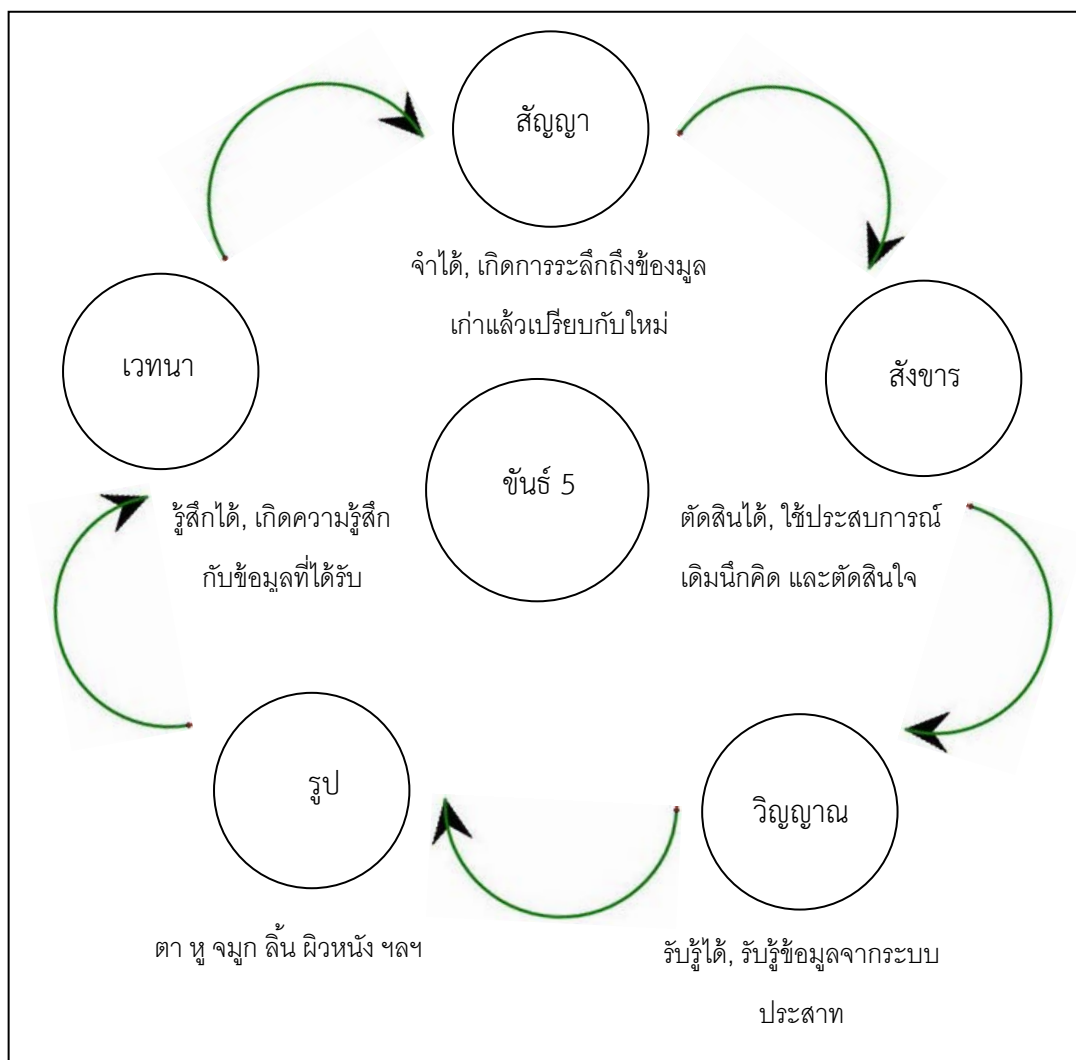 สัญญา
จำได้, เกิดการระลึกถึงข้องมูล
เก่าแล้วเปรียบกับใหม่
เวทนา
สังขาร
ขันธ์ 5
รู้สึกได้, เกิดความรู้สึก
กับข้อมูลที่ได้รับ
ตัดสินได้, ใช้ประสบการณ์
เดิมนึกคิด และตัดสินใจ
รูป
วิญญาณ
ตา หู จมูก ลิ้น ผิวหนัง ฯลฯ
รับรู้ได้, รับรู้ข้อมูลจากระบบ
ประสาท